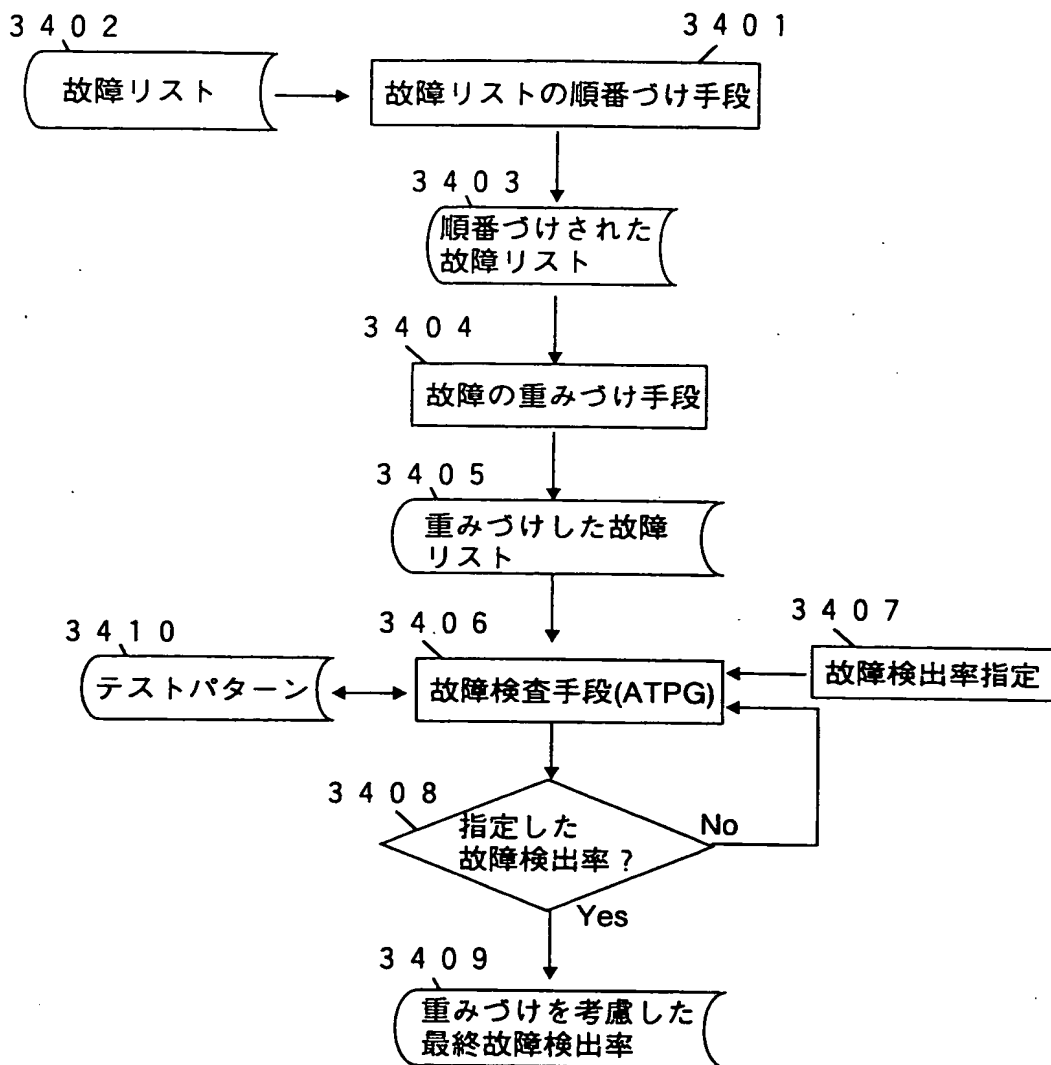 3402
3401
故障リスト
故障リストの順番づけ手段
3403
順番づけされた
故障リスト
3404
故障の重みづけ手段
3405
重みづけした故障
リスト
3406
3407
3410
テストパターン
故障検査手段(ATPG)
故障検出率指定
3408
指定した
故障検出率？
No
Yes
3409
重みづけを考慮した
最終故障検出率